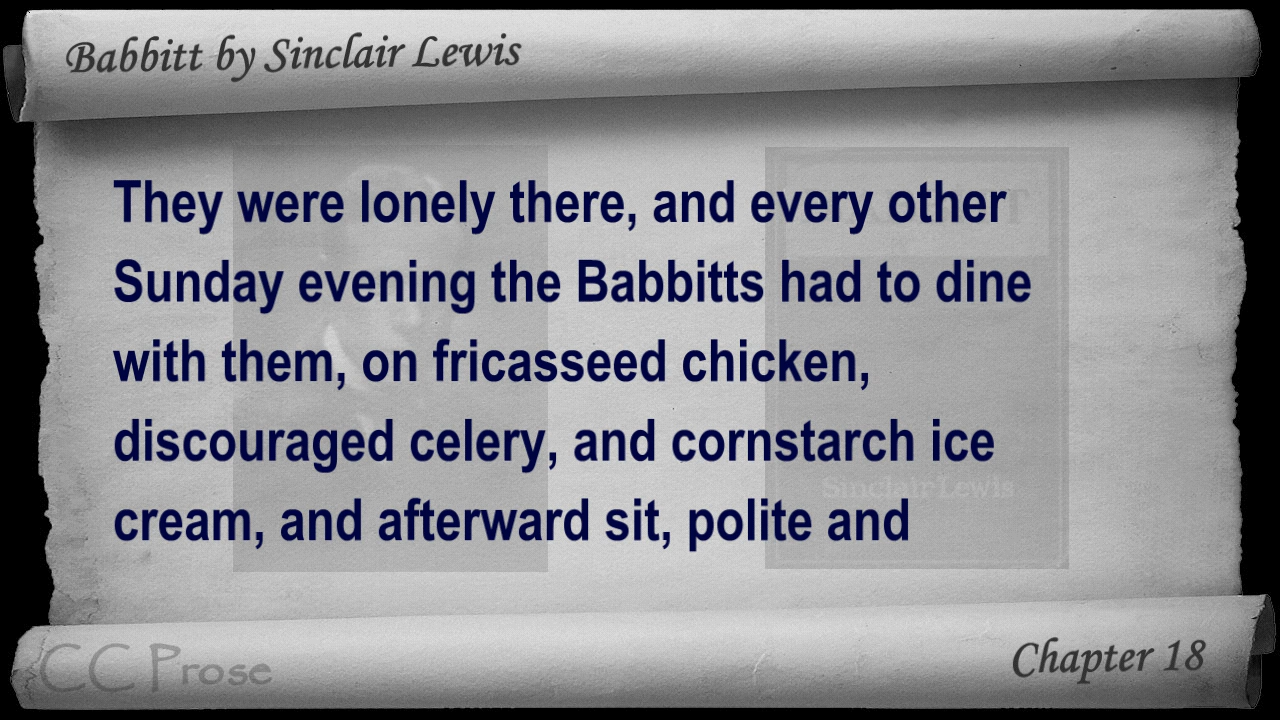 Babbitt by Sinclair Lewis
They were lonely there, and every other
Sunday evening the Babbitts had to dine
with them, on fricasseed chicken,
discouraged celery, and cornstarch ice
Sinclair Lewis
cream, and afterward sit, polite and
CC Prose
Chapter 18